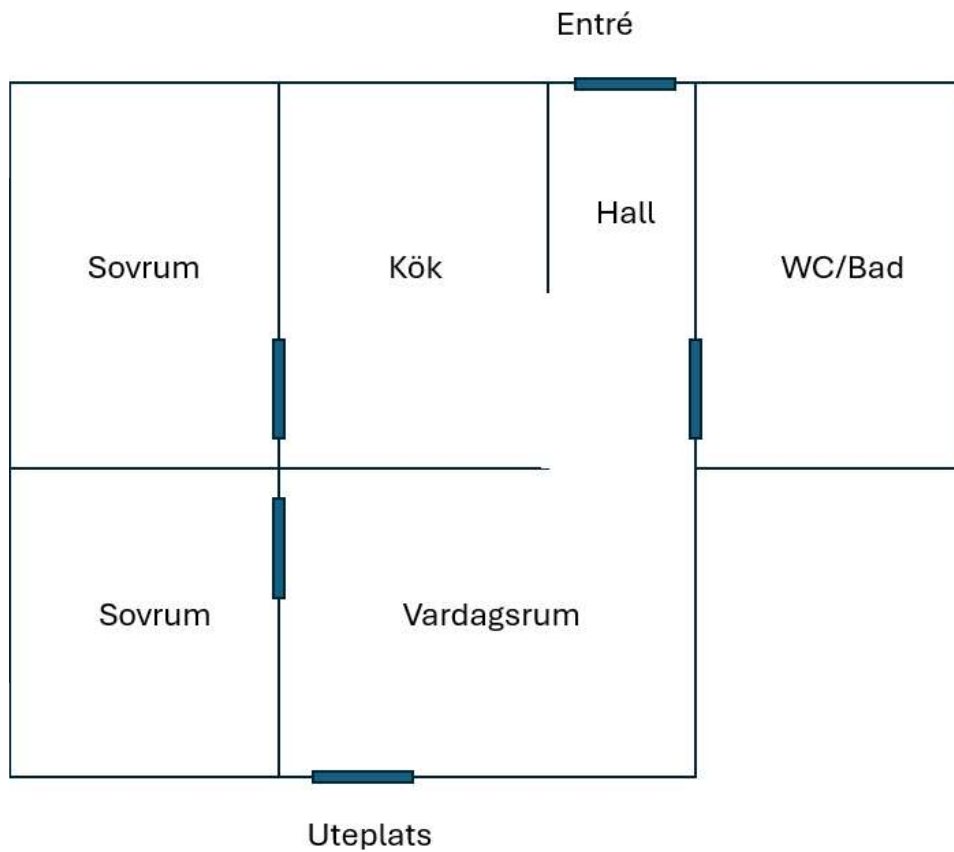 Entré
Hall
Sovrum
Kök
WC/Bad
Sovrum
Vardagsrum
Uteplats